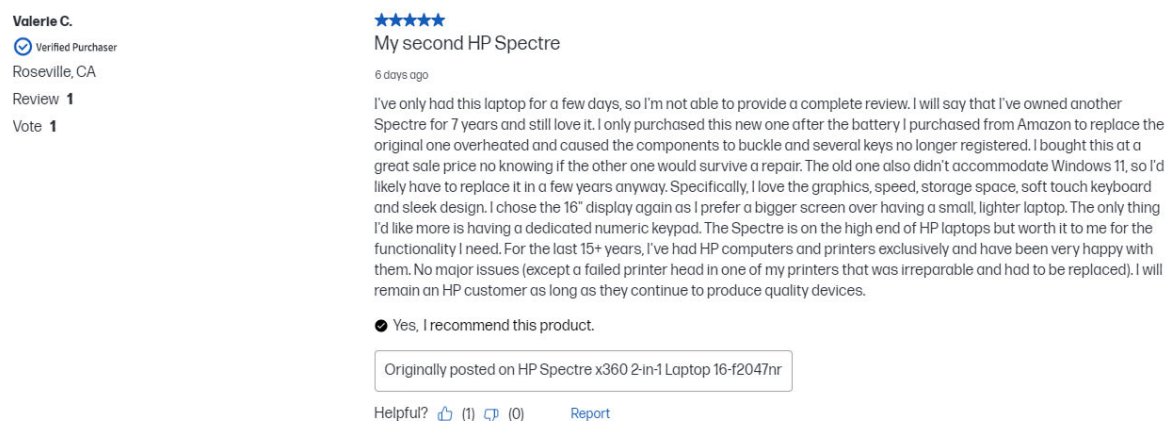 Valerie C.
Verified Purchaser
Roseville, CA
Review 1
Vote 1
My second HP Spectre
6 days ago
I've only had this laptop for a few days, so I'm not able to provide a complete review. I will say that I've owned another
Spectre for 7 years and still love it. I only purchased this new one after the battery I purchased from Amazon to replace the
original one overheated and caused the components to buckle and several keys no longer registered. I bought this at a
great sale price no knowing if the other one would survive a repair. The old one also didn't accommodate Windows 11, so I'd
likely have to replace it in a few years anyway. Specifically, I love the graphics, speed, storage space, soft touch keyboard
and sleek design. I chose the 16" display again as I prefer a bigger screen over having a small, lighter laptop. The only thing
I'd like more is having a dedicated numeric keypad. The Spectre is on the high end of HP laptops but worth it to me for the
functionality I need. For the last 15+ years, I've had HP computers and printers exclusively and have been very happy with
them. No major issues (except a failed printer head in one of my printers that was irreparable and had to be replaced). I will
remain an HP customer as long as they continue to produce quality devices.
Yes, I recommend this product.
Originally posted on HP Spectre x360 2-in-1 Laptop 16-f2047nr
Helpful? (1) (0) Report